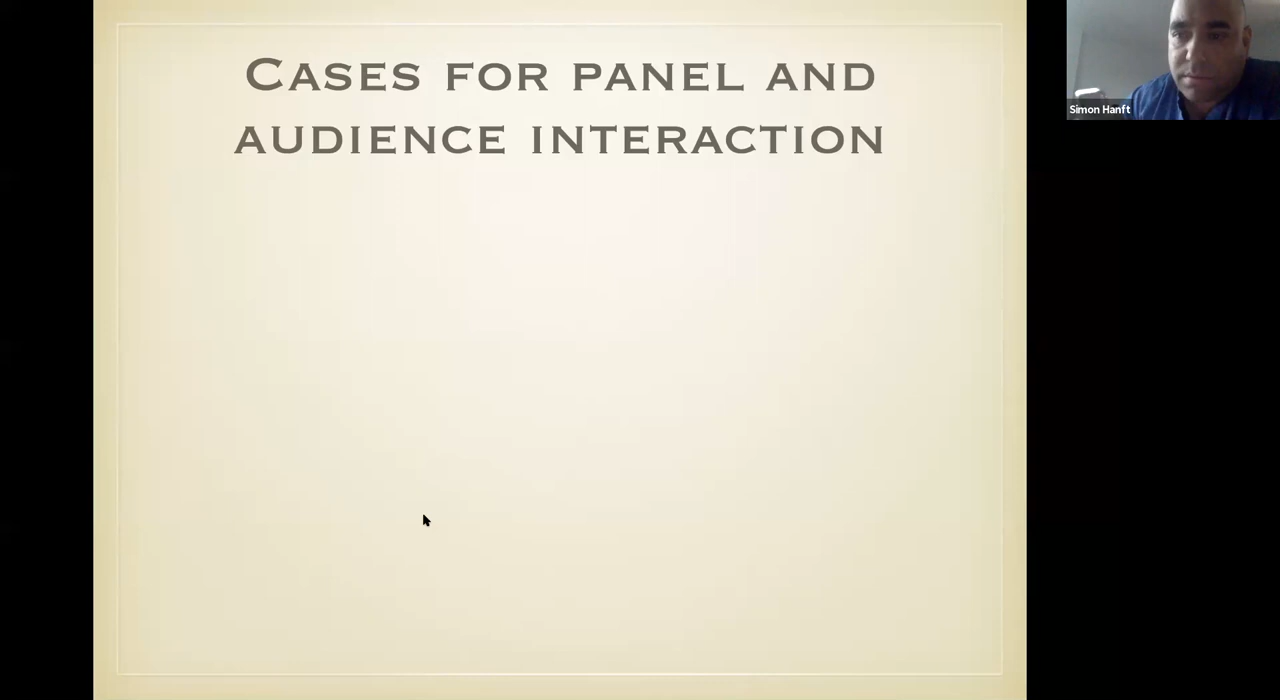 Cases for panel and
audience interaction
Simon Hanft